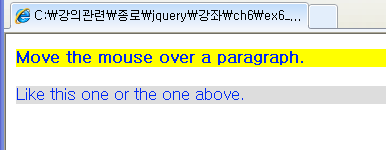 C:₩강의관련₩종로₩jquery₩강좌₩ch6₩ex6_...
Move the mouse over a paragraph.
Like this one or the one above.